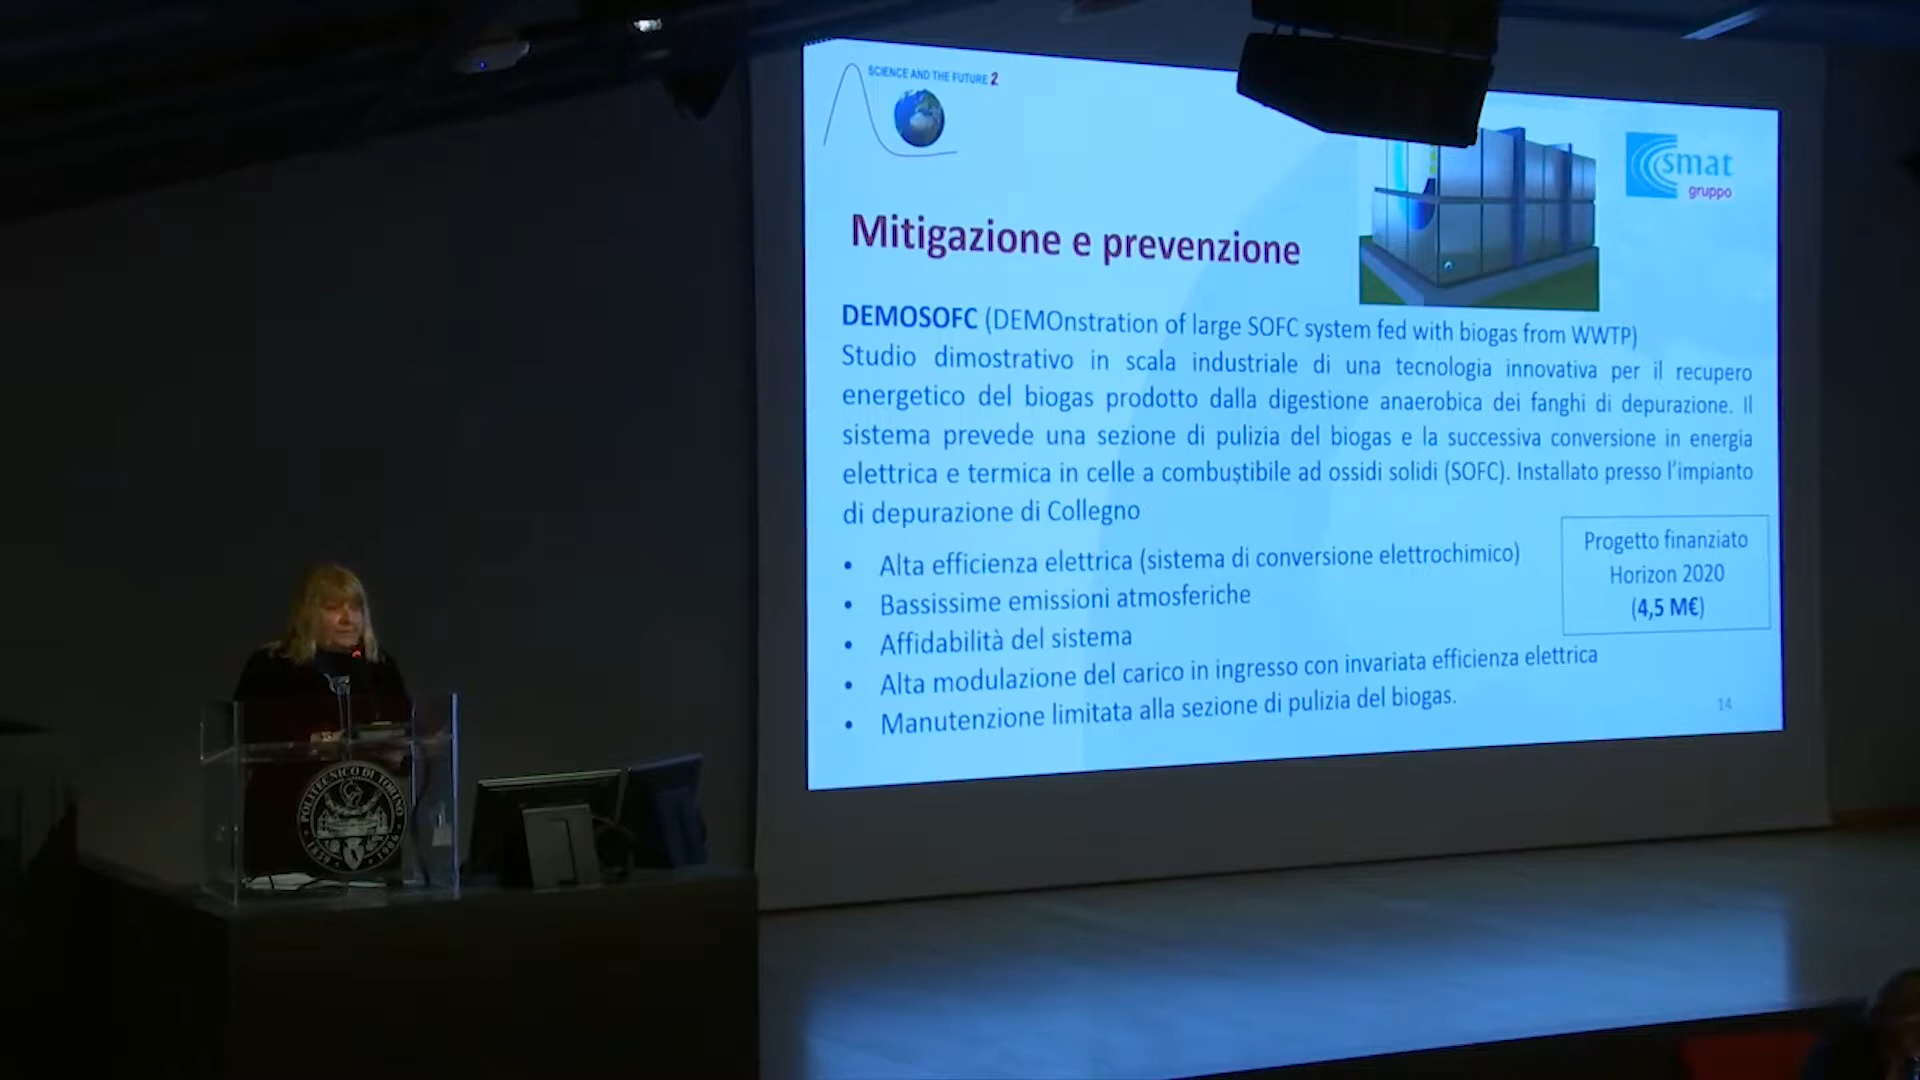 SCIENCE AND THE FUTURE 2
smat
gruppo
Mitigazione e prevenzione
DEMOSOFC (DEMOnstration of large SOFC system fed with biogas from WWTP)
Studio dimostrativo in scala industriale di una tecnologia innovativa per il recupero
energetico del biogas prodotto dalla digestione anaerobica dei fanghi di depurazione. Il
sistema prevede una sezione di pulizia del biogas e la successiva conversione in energia
elettrica e termica in celle a combustibile ad ossidi solidi (SOFC). Installato presso l'impianto
di depurazione di Collegno
• Alta efficienza elettrica (sistema di conversione elettrochimico)
• Bassissime emissioni atmosferiche
• Affidabilità del sistema
• Alta modulazione del carico in ingresso con invariata efficienza elettrica
• Manutenzione limitata alla sezione di pulizia del biogas.
Progetto finanziato
Horizon 2020
(4,5 M€)
14
POLITECNICO DI TORINO
1859 • 1906